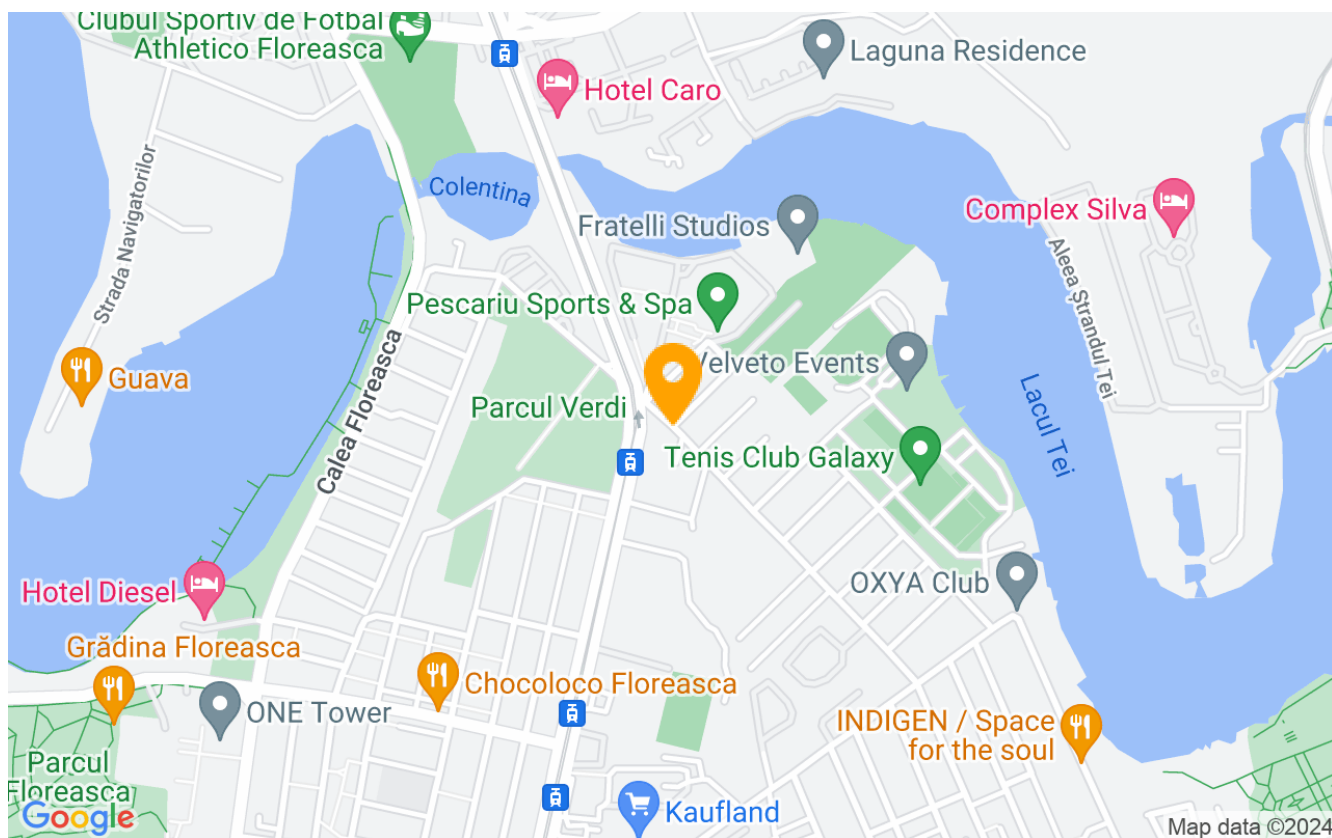 Clubul Sportiv de Fotbal
Athletico Floreasca
Laguna Residence
Hotel Caro
Colentina
Strada Navigatorilor
Fratelli Studios
Complex Silva
Aleea Ștrandul Tei
Pescariu Sports & Spa
Calea Floreasca
Guava
Velveto Events
Parcul Verdi
Lacul Tei
Tenis Club Galaxy
Hotel Diesel
OXYA Club
Grădina Floreasca
Chocoloco Floreasca
ONE Tower
INDIGEN / Space
for the soul
Parcul
Floreasca
Kaufland
Google
Map data ©2024